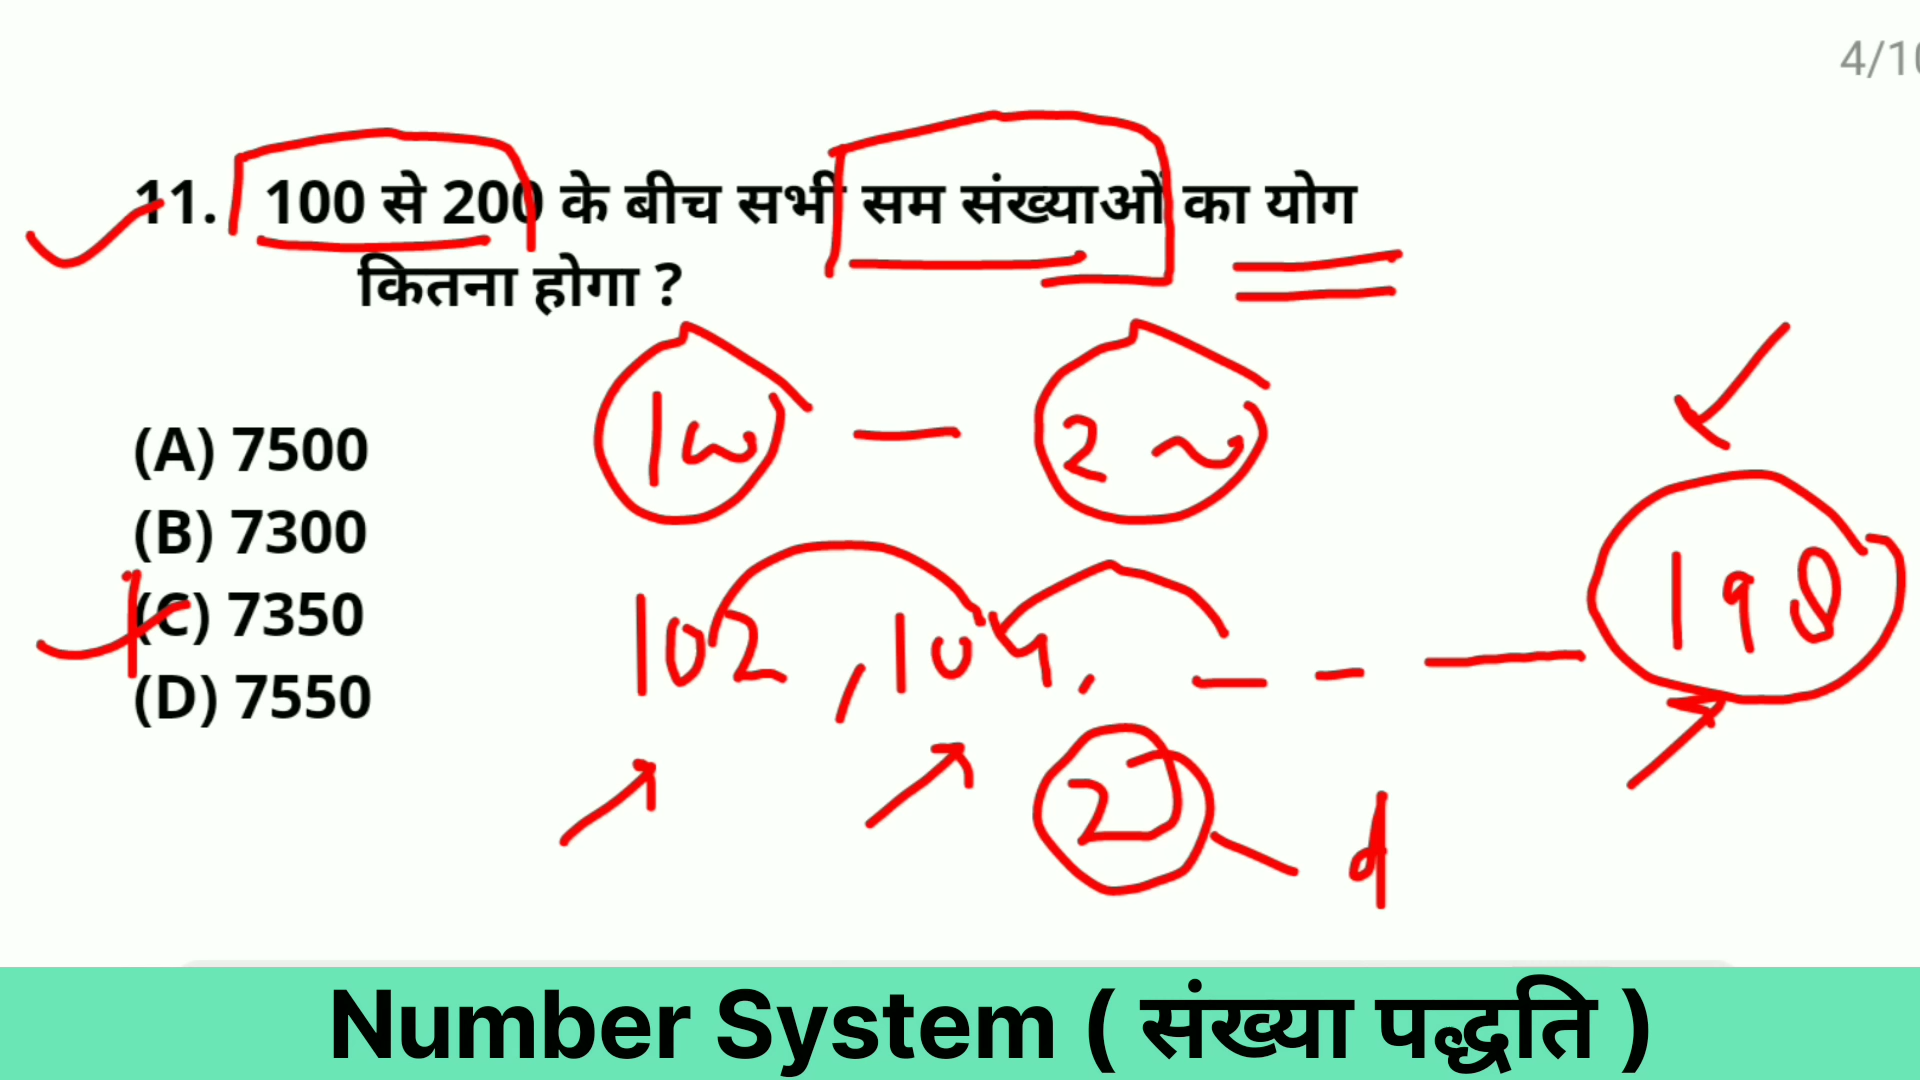 4/10
11. 100 से 200 के बीच सभी सम संख्याओं का योग
कितना होगा ?
100 — 200
(A) 7500
(B) 7300
(C) 7350
(D) 7550
102, 104, — - — 198
2 d
Number System ( संख्या पद्धति )